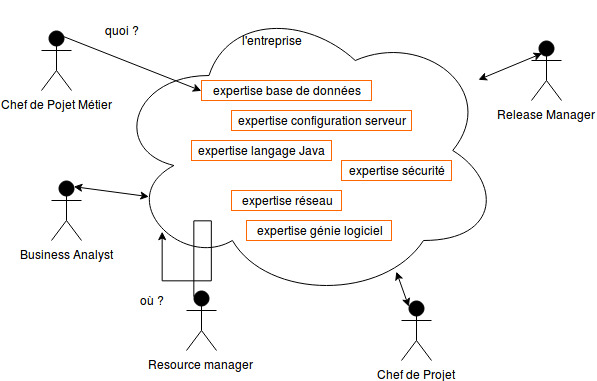 quoi ?
l'entreprise
Chef de Pojet Métier
expertise base de données
Release Manager
expertise configuration serveur
expertise langage Java
expertise sécurité
expertise réseau
expertise génie logiciel
Business Analyst
où ?
Resource manager
Chef de Projet